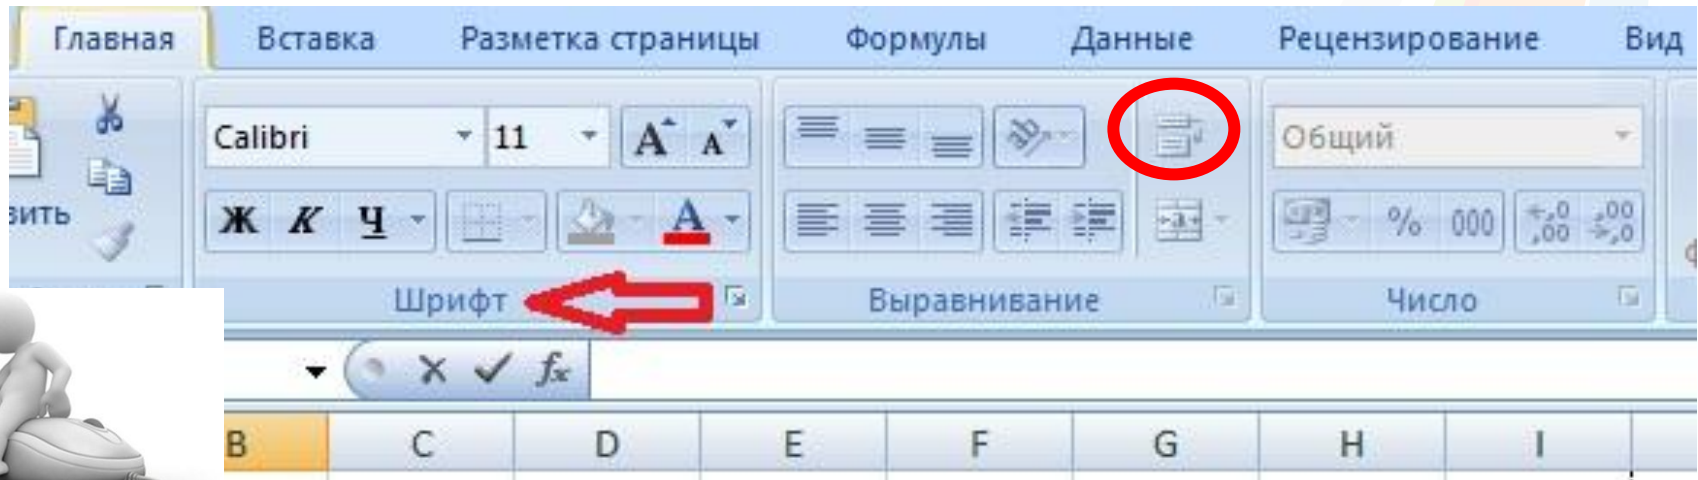 Главная Вставка Разметка страницы Формулы Данные Рецензирование Вид
Calibri 11 A A Общий
зить Ж К Ч A a % 000 ,0 ,00 ,00 ,0
Шрифт Выравнивание Число
fx
B C D E F G H I